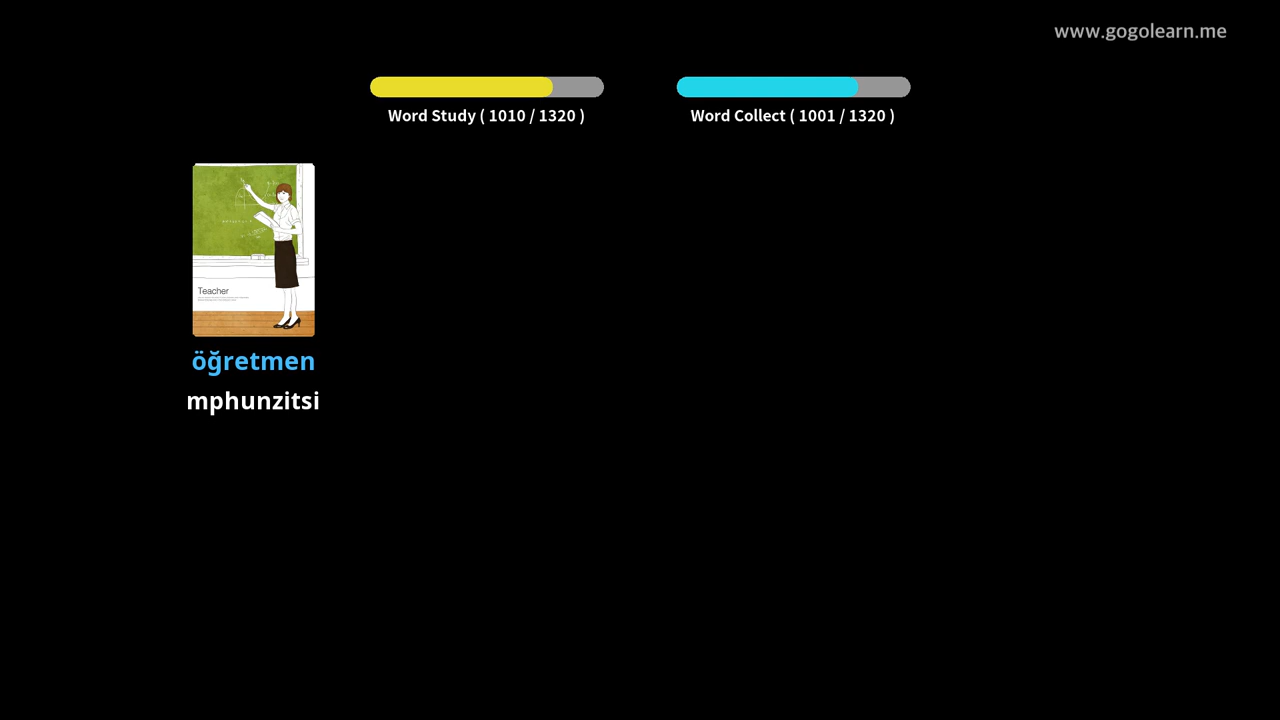 www.gogolearn.me
Word Study ( 1010 / 1320 )
Word Collect ( 1001 / 1320 )
Teacher
öğretmen
mphunzitsi